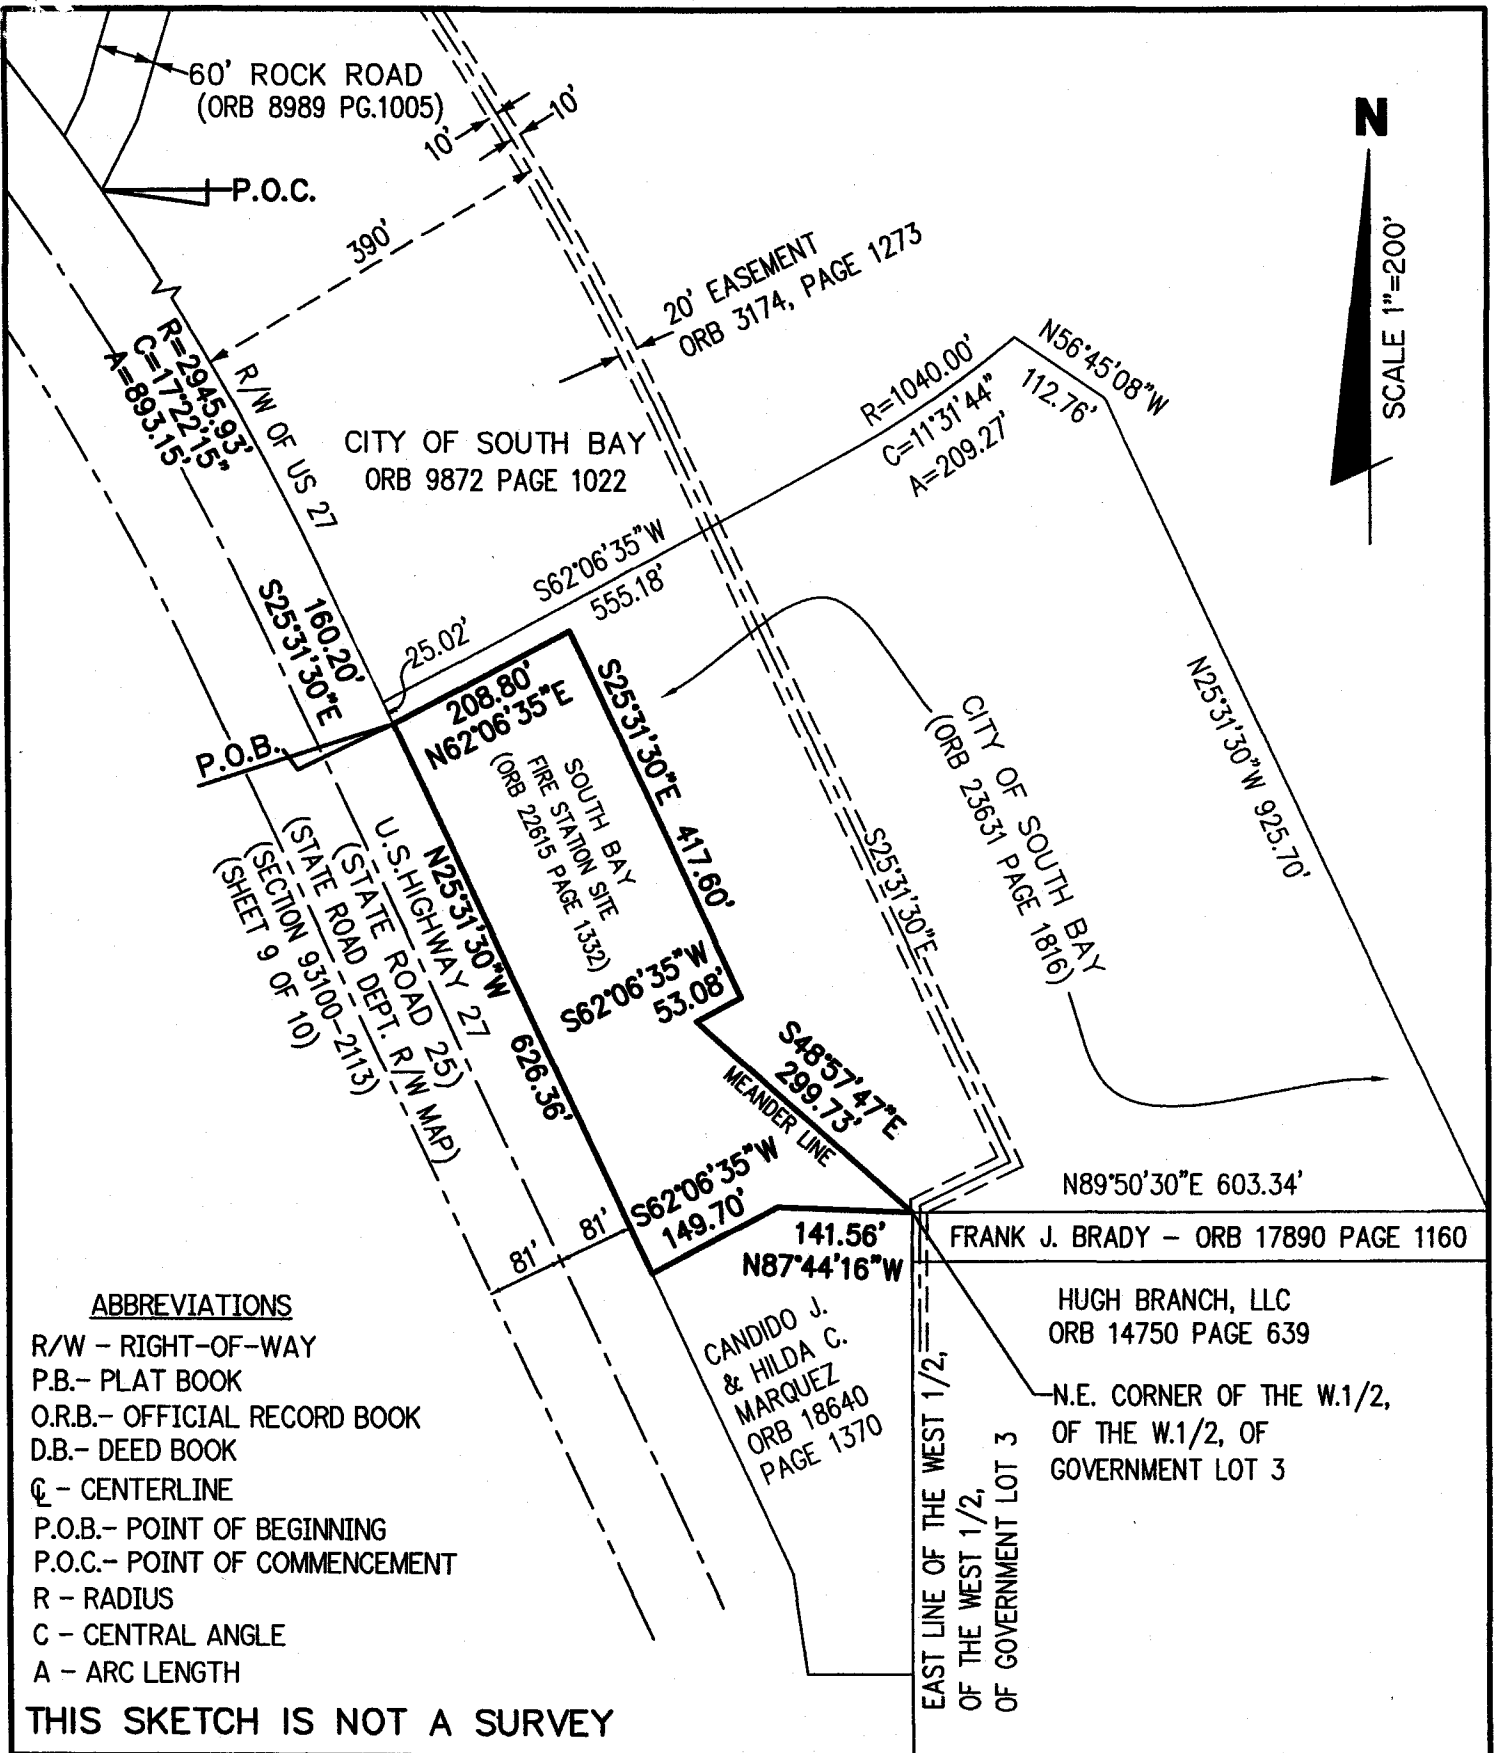 60' ROCK ROAD
(ORB 8989 PG.1005)
10'
10'
N
P.O.C.
390'
SCALE 1"=200'
20' EASEMENT
ORB 3174, PAGE 1273
R=2945.93'
C=17°22'15"
A=893.15'
R/W OF US 27
CITY OF SOUTH BAY
ORB 9872 PAGE 1022
R=1040.00'
C=11°31'44"
A=209.27'
N56°45'08"W
112.76'
S62°06'35"W
555.18'
160.20'
S25°31'30"E
25.02'
208.80'
N62°06'35"E
S25°31'30"E 417.60'
P.O.B.
N25°31'30"W 925.70'
SOUTH BAY
FIRE STATION SITE
(ORB 22615 PAGE 1332)
CITY OF SOUTH BAY
(ORB 23631 PAGE 1816)
S25°31'30"E
N25°31'30"W 626.36'
U.S.HIGHWAY 27
(STATE ROAD 25)
(STATE ROAD DEPT. R/W MAP)
(SECTION 93100-2113)
(SHEET 9 OF 10)
S62°06'35"W
53.08'
S48°57'47"E
299.73'
MEANDER LINE
S62°06'35"W
149.70'
81'
81'
141.56'
N87°44'16"W
N89°50'30"E 603.34'
FRANK J. BRADY - ORB 17890 PAGE 1160
HUGH BRANCH, LLC
ORB 14750 PAGE 639
CANDIDO J.
& HILDA C.
MARQUEZ
ORB 18640
PAGE 1370
N.E. CORNER OF THE W.1/2,
OF THE W.1/2, OF
GOVERNMENT LOT 3
EAST LINE OF THE WEST 1/2,
OF THE WEST 1/2,
OF GOVERNMENT LOT 3
ABBREVIATIONS
R/W - RIGHT-OF-WAY
P.B.- PLAT BOOK
O.R.B.- OFFICIAL RECORD BOOK
D.B.- DEED BOOK
℄ - CENTERLINE
P.O.B.- POINT OF BEGINNING
P.O.C.- POINT OF COMMENCEMENT
R - RADIUS
C - CENTRAL ANGLE
A - ARC LENGTH
THIS SKETCH IS NOT A SURVEY